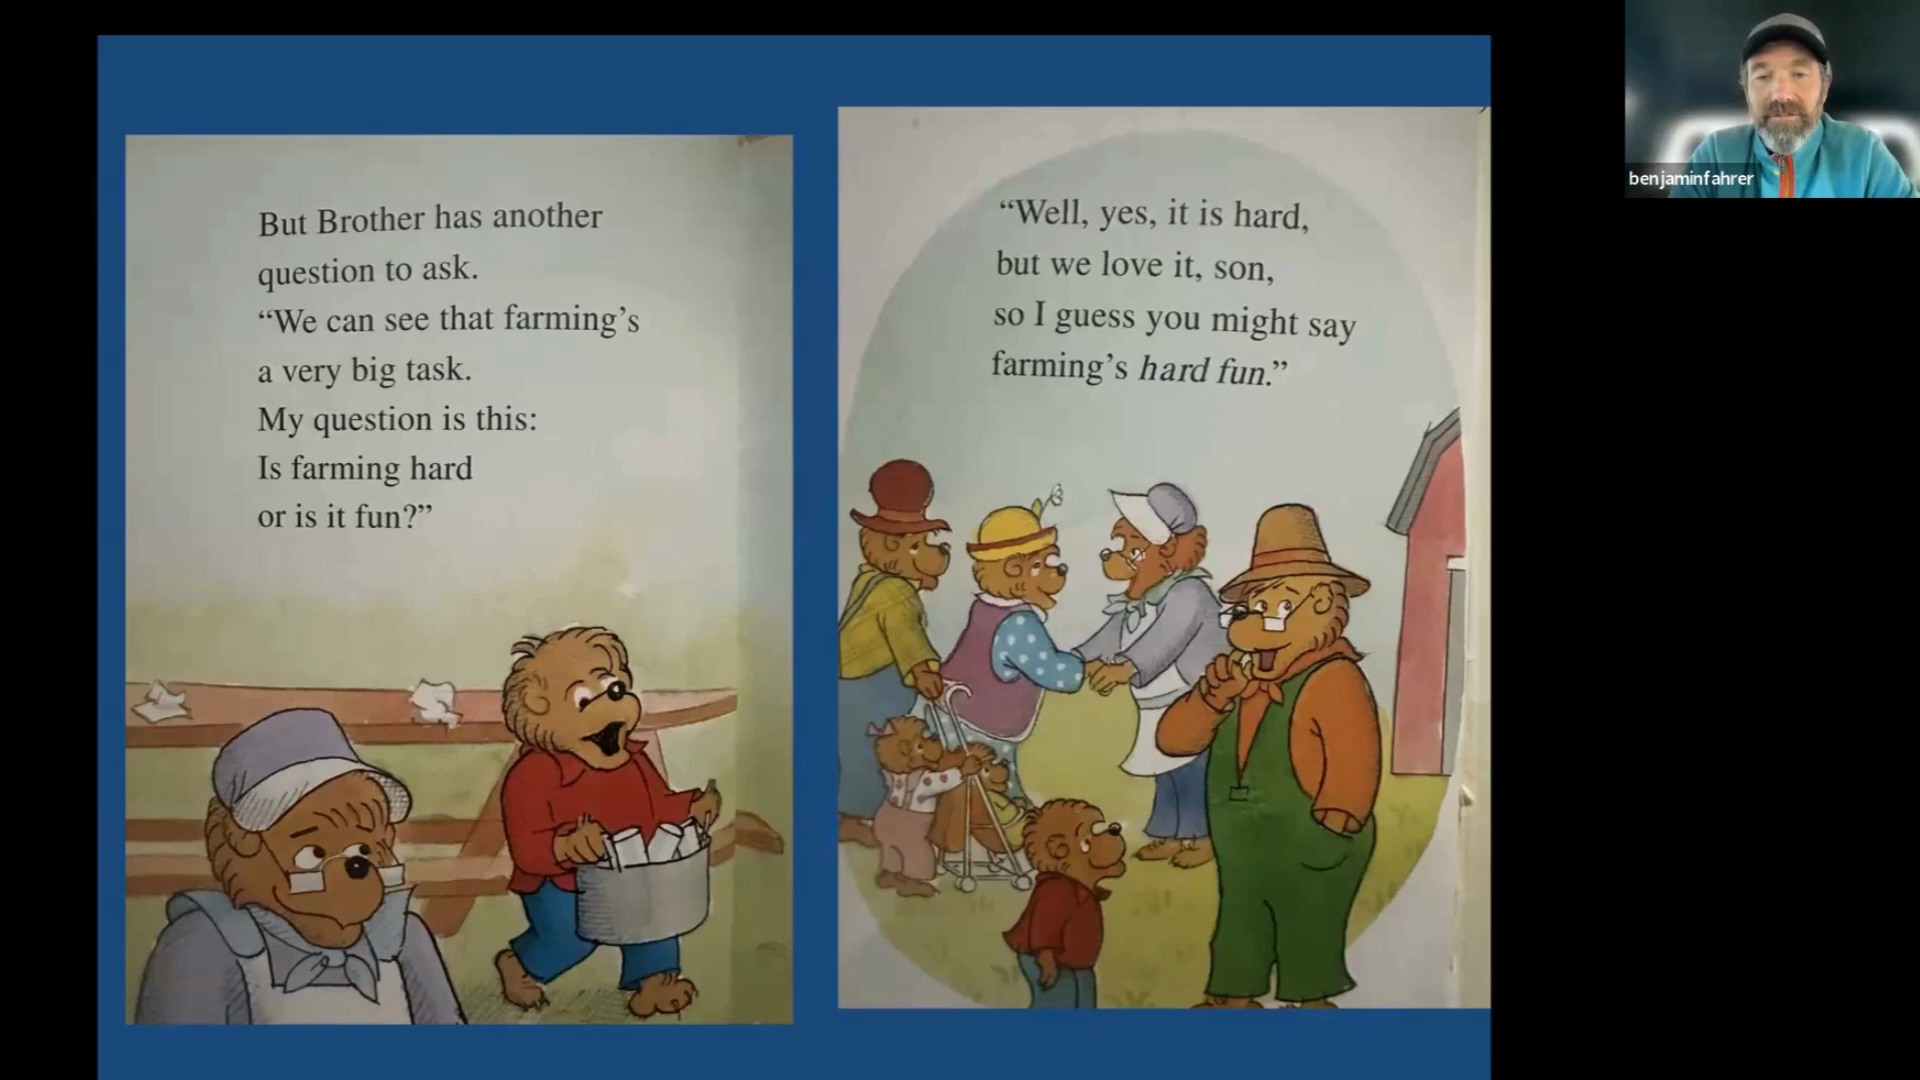 But Brother has another
question to ask.
“We can see that farming’s
a very big task.
My question is this:
Is farming hard
or is it fun?”
“Well, yes, it is hard,
but we love it, son,
so I guess you might say
farming’s hard fun.”
benjaminfahrer